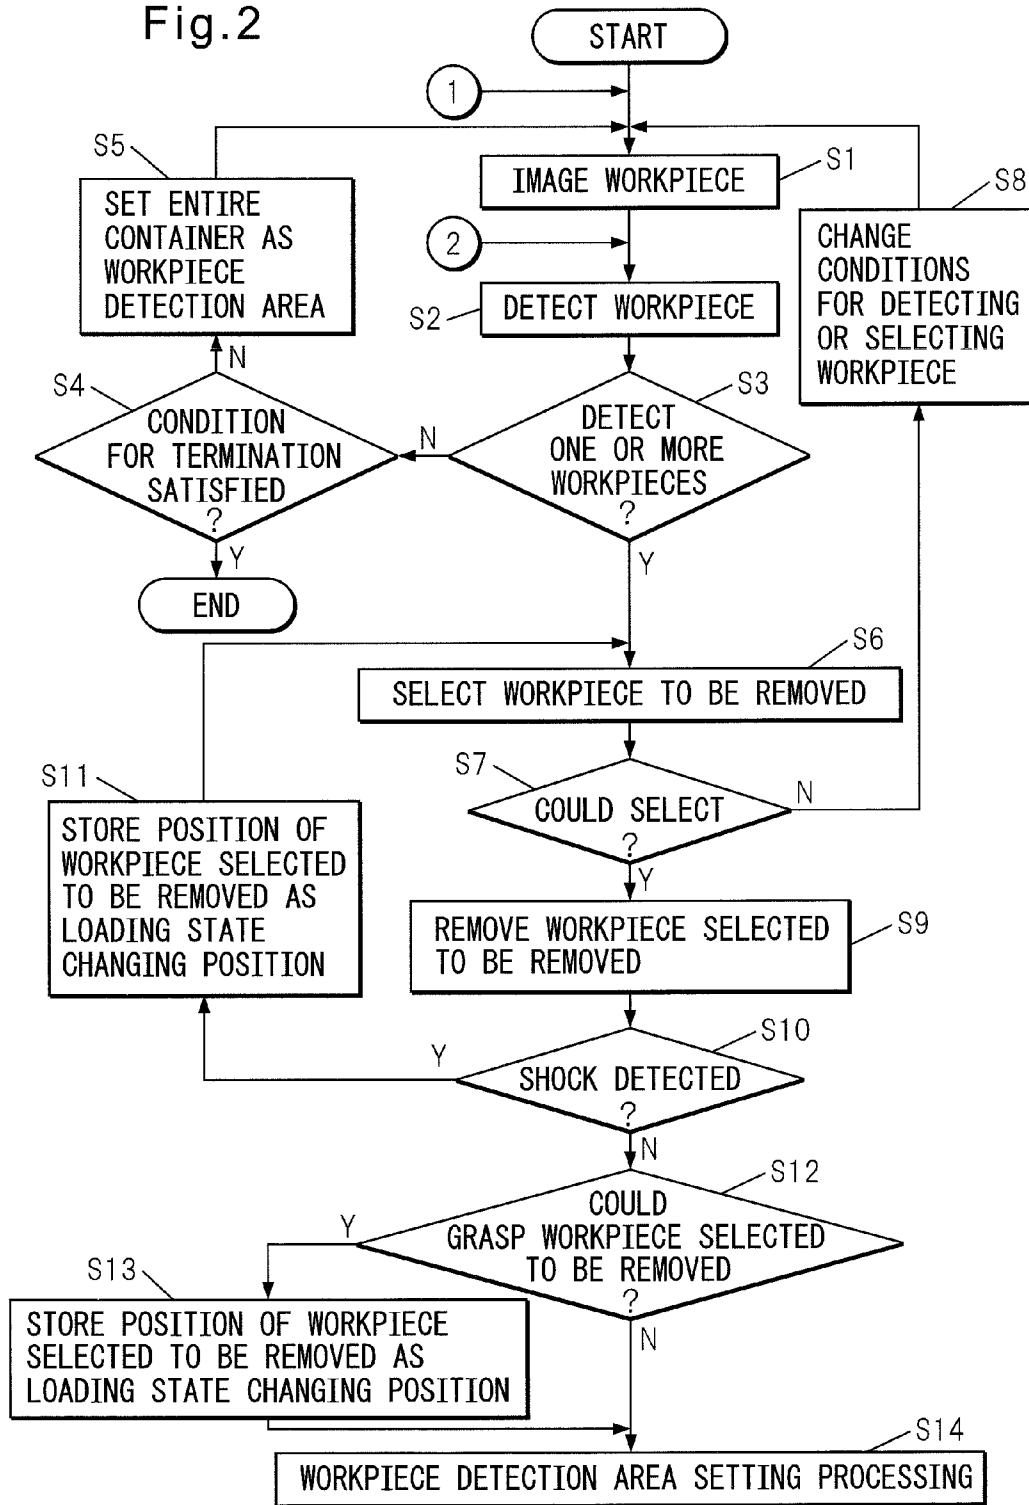 Fig.2
START
1
S5
SET ENTIRE
CONTAINER AS
WORKPIECE
DETECTION AREA
S1
IMAGE WORKPIECE
S8
CHANGE
CONDITIONS
FOR DETECTING
OR SELECTING
WORKPIECE
2
S2
DETECT WORKPIECE
N
S4
CONDITION
FOR TERMINATION
SATISFIED
?
N
S3
DETECT
ONE OR MORE
WORKPIECES
?
Y
Y
END
S6
SELECT WORKPIECE TO BE REMOVED
S7
COULD SELECT
?
N
Y
S11
STORE POSITION OF
WORKPIECE SELECTED
TO BE REMOVED AS
LOADING STATE
CHANGING POSITION
S9
REMOVE WORKPIECE SELECTED
TO BE REMOVED
S10
Y
SHOCK DETECTED
?
N
S12
COULD
GRASP WORKPIECE SELECTED
TO BE REMOVED
?
Y
N
S13
STORE POSITION OF WORKPIECE
SELECTED TO BE REMOVED AS
LOADING STATE CHANGING POSITION
S14
WORKPIECE DETECTION AREA SETTING PROCESSING